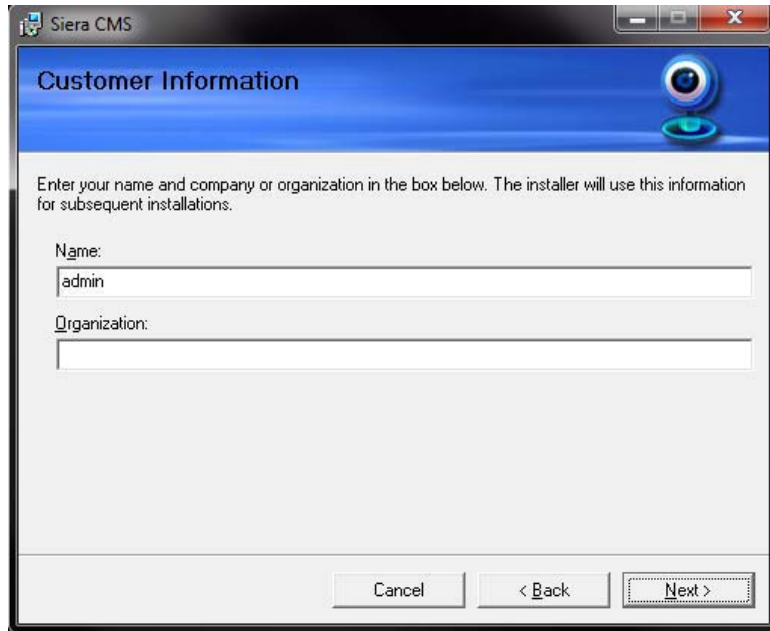 Siera CMS
Customer Information
Enter your name and company or organization in the box below. The installer will use this information
for subsequent installations.
Name:
admin
Organization:
Cancel
< Back
Next >